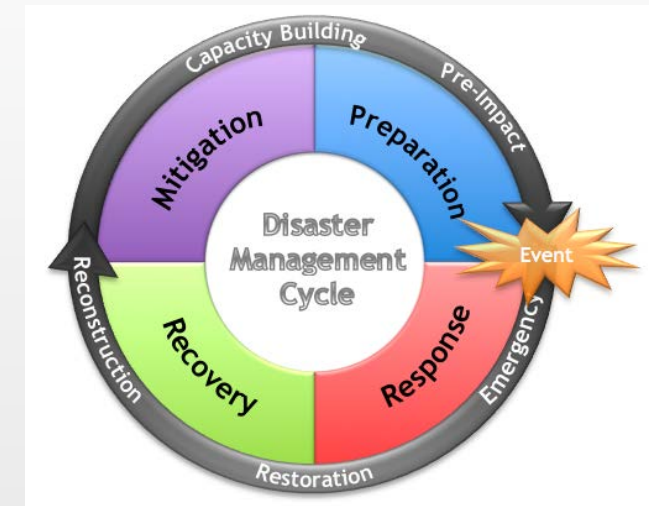 Capacity Building
Pre-Impact
Mitigation
Preparation
Disaster
Management
Cycle
Event
Reconstruction
Recovery
Response
Emergency
Restoration